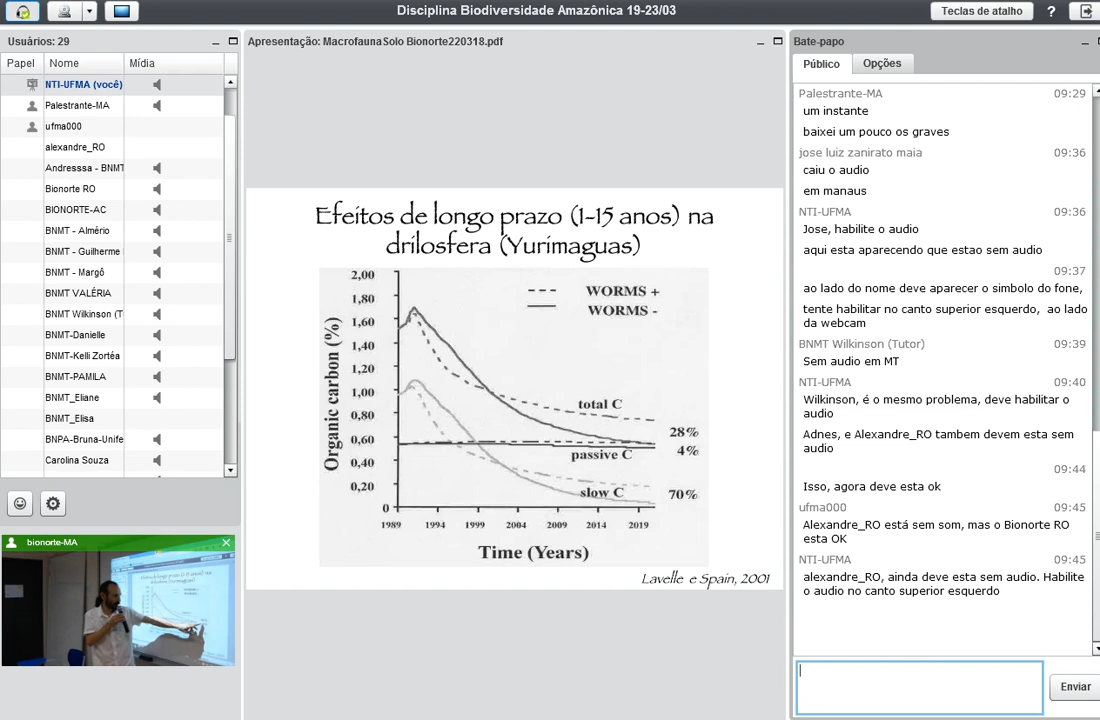 Disciplina Biodiversidade Amazônica 19-23/03
Teclas de atalho
?
Usuários: 29
Papel Nome Mídia
NTI-UFMA (você)
Palestrante-MA
ufma000
alexandre_RO
Andresssa - BNMT
Bionorte RO
BIONORTE-AC
BNMT - Almério
BNMT - Guilherme
BNMT - Margô
BNMT VALÉRIA
BNMT Wilkinson (T
BNMT-Danielle
BNMT-Kelli Zortéa
BNMT-PAMILA
BNMT_Eliane
BNMT_Elisa
BNPA-Bruna-Unife
Carolina Souza
bionorte-MA
Apresentação: MacrofaunaSolo Bionorte220318.pdf
Efeitos de longo prazo (1-15 anos) na
drilosfera (Yurimaguas)
Organic carbon (%)
2,00
1,80
1,60
1,40
1,20
1,00
0,80
0,60
0,40
0,20
0
WORMS +
WORMS -
total C
28%
passive C
4%
slow C
70%
1989 1994 1999 2004 2009 2014 2019
Time (Years)
Lavelle e Spain, 2001
Bate-papo
Público Opções
Palestrante-MA 09:29
um instante
baixei um pouco os graves
jose luiz zanirato maia 09:36
caiu o audio
em manaus
NTI-UFMA 09:36
Jose, habilite o audio
aqui esta aparecendo que estao sem audio
09:37
ao lado do nome deve aparecer o simbolo do fone,
tente habilitar no canto superior esquerdo, ao lado
da webcam
BNMT Wilkinson (Tutor) 09:39
Sem audio em MT
NTI-UFMA 09:40
Wilkinson, é o mesmo problema, deve habilitar o
audio
Adnes, e Alexandre_RO tambem devem esta sem
audio
09:44
Isso, agora deve esta ok
ufma000 09:45
Alexandre_RO está sem som, mas o Bionorte RO
esta OK
NTI-UFMA 09:45
alexandre_RO, ainda deve esta sem audio. Habilite
o audio no canto superior esquerdo
Enviar